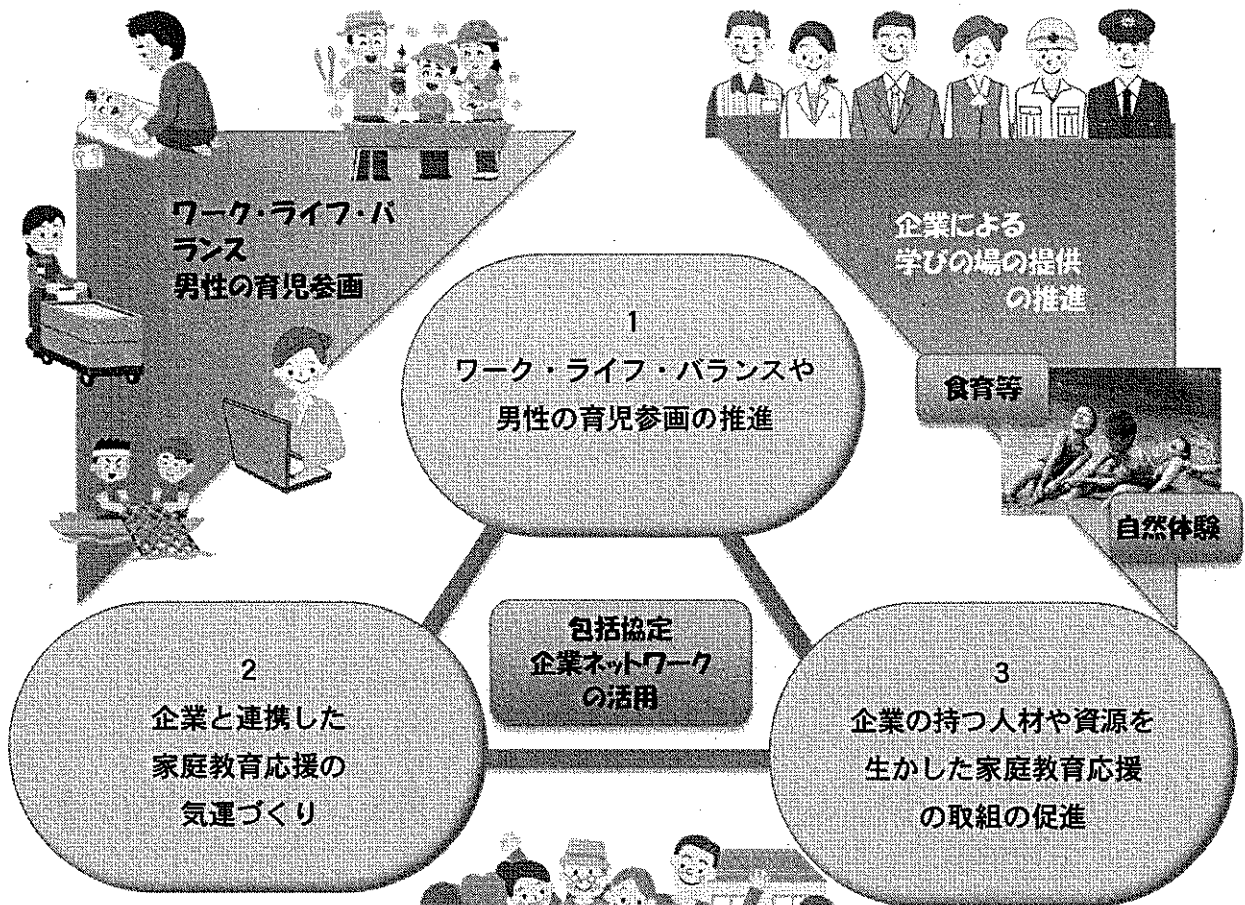 ワーク・ライフ・バ
ランス
男性の育児参画
企業による
学びの場の提供
の推進
1
ワーク・ライフ・バランスや
男性の育児参画の推進
食育等
自然体験
包括協定
企業ネットワーク
の活用
2
企業と連携した
家庭教育応援の
気運づくり
3
企業の持つ人材や資源を
生かした家庭教育応援
の取組の促進